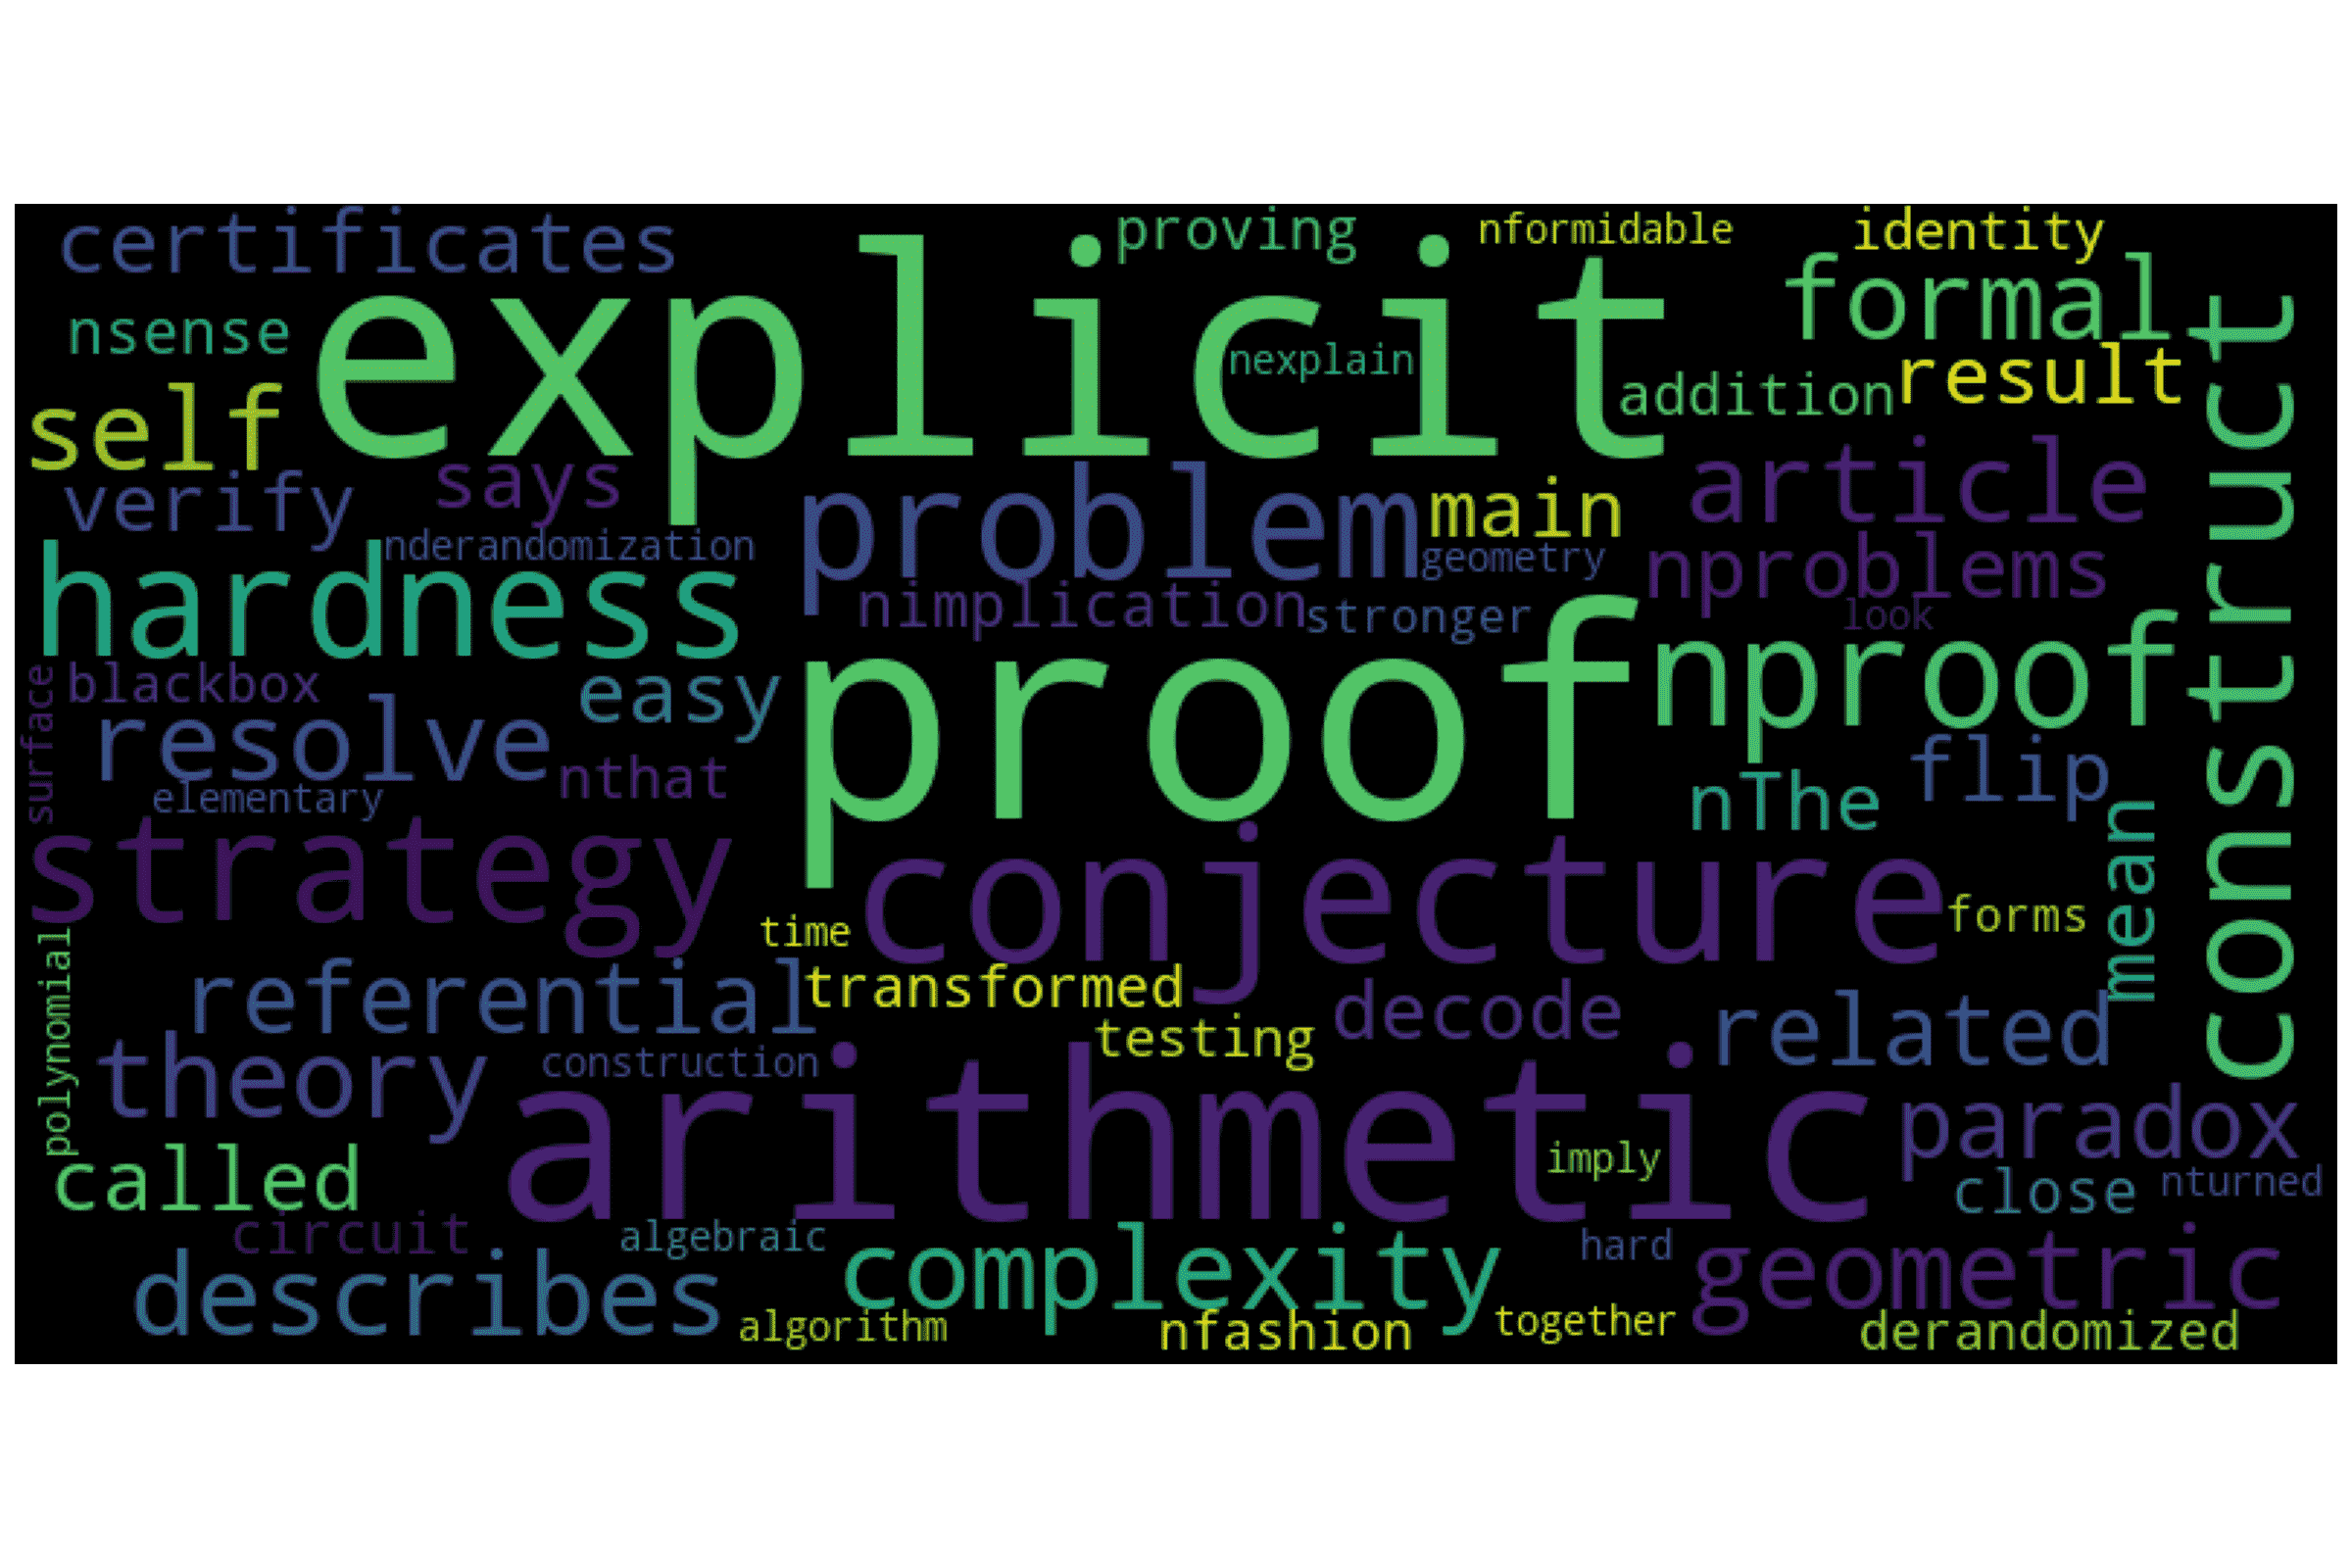 certificates
proving
nformidable
identity
explicit
formal
nsense
nexplain
addition
result
self
construct
says
verify
problem
main
article
nderandomization
geometry
nproblems
hardness
nimplication
stronger
look
proof
nproof
blackbox
easy
surface
resolve
nthat
flip
elementary
nThe
strategy
conjecture
mean
time
forms
polynomial
referential
transformed
decode
related
testing
theory
construction
arithmetic
paradox
called
imply
close
nturned
circuit
algebraic
complexity
hard
geometric
describes
algorithm
nfashion
together
derandomized